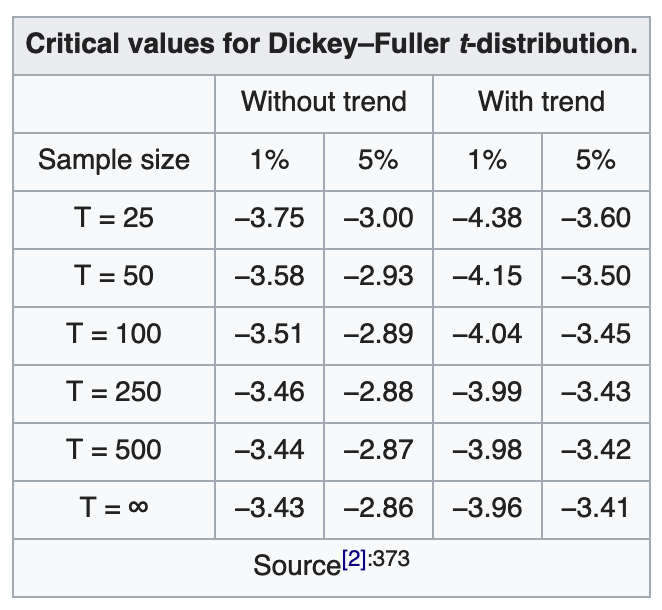 Critical values for Dickey–Fuller t-distribution.
Without trend With trend
Sample size 1% 5% 1% 5%
T = 25 −3.75 −3.00 −4.38 −3.60
T = 50 −3.58 −2.93 −4.15 −3.50
T = 100 −3.51 −2.89 −4.04 −3.45
T = 250 −3.46 −2.88 −3.99 −3.43
T = 500 −3.44 −2.87 −3.98 −3.42
T = ∞ −3.43 −2.86 −3.96 −3.41
Source[2]:373